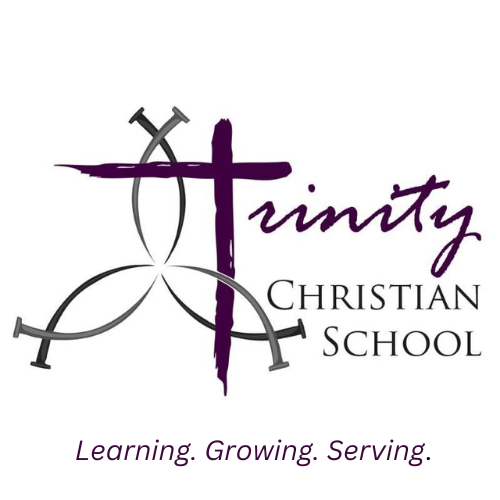 Trinity
CHRISTIAN
SCHOOL
Learning. Growing. Serving.